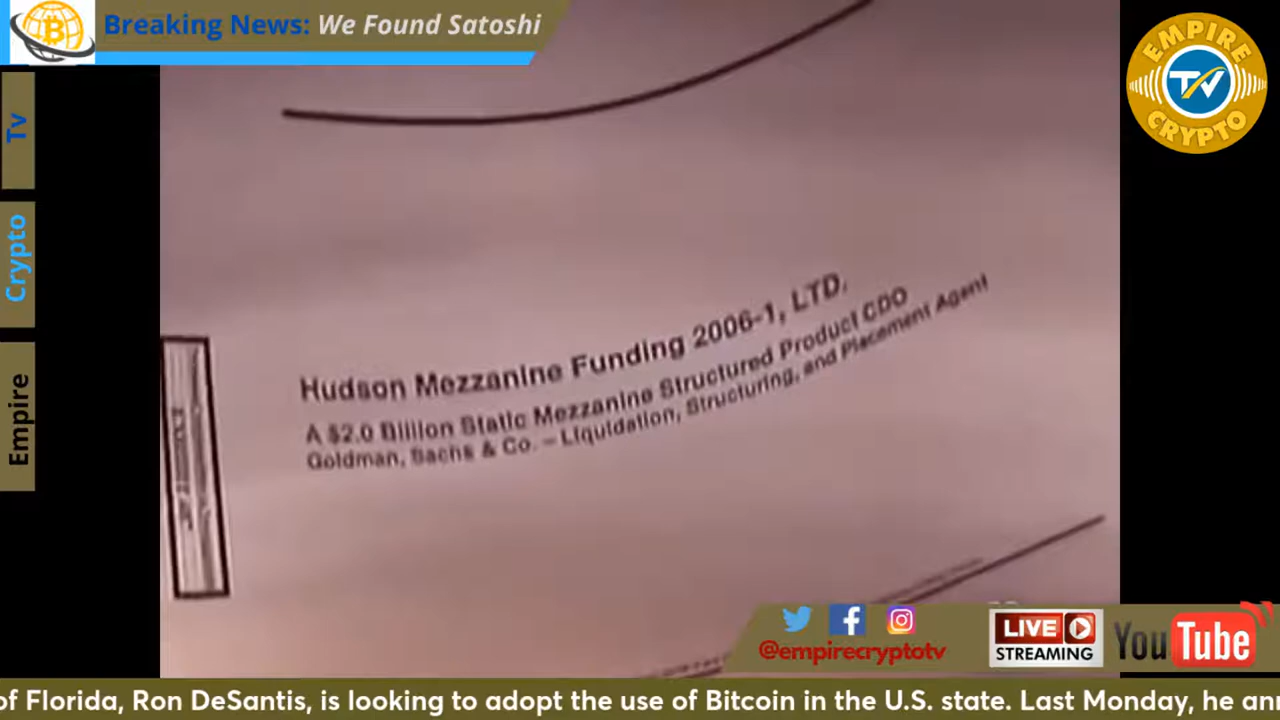 Breaking News: We Found Satoshi
EMPIRE
TV
CRYPTO
Tv
Crypto
Empire
Hudson Mezzanine Funding 2006-1, LTD.
A $2.0 Billion Static Mezzanine Structured Product CDO
Goldman, Sachs & Co. – Liquidation, Structuring, and Placement Agent
@empirecryptotv
LIVE
STREAMING
YouTube
of Florida, Ron DeSantis, is looking to adopt the use of Bitcoin in the U.S. state. Last Monday, he an